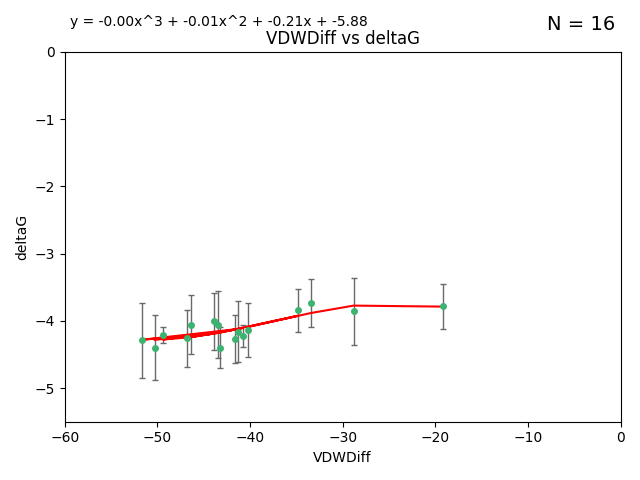 y = -0.00x^3 + -0.01x^2 + -0.21x + -5.88
N = 16
VDWDiff vs deltaG
0
−1
−2
−3
−4
−5
deltaG
−60 −50 −40 −30 −20 −10 0
VDWDiff